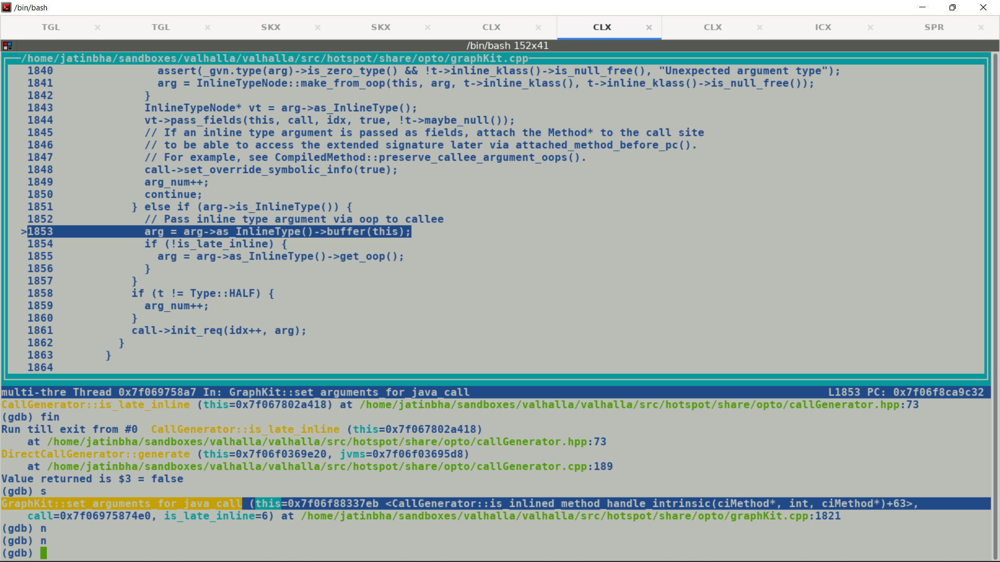 /bin/bash
TGL × TGL × SKX × SKX × CLX × CLX × CLX × ICX × SPR ×
/bin/bash 152x41
/home/jatinbha/sandboxes/valhalla/valhalla/src/hotspot/share/opto/graphKit.cpp
1840                assert(_gvn.type(arg)->is_zero_type() && !t->inline_klass()->is_null_free(), "Unexpected argument type");
1841                arg = InlineTypeNode::make_from_oop(this, arg, t->inline_klass(), t->inline_klass()->is_null_free());
1842              }
1843              InlineTypeNode* vt = arg->as_InlineType();
1844              vt->pass_fields(this, call, idx, true, !t->maybe_null());
1845              // If an inline type argument is passed as fields, attach the Method* to the call site
1846              // to be able to access the extended signature later via attached_method_before_pc().
1847              // For example, see CompiledMethod::preserve_callee_argument_oops().
1848              call->set_override_symbolic_info(true);
1849              arg_num++;
1850              continue;
1851            } else if (arg->is_InlineType()) {
1852              // Pass inline type argument via oop to callee
>1853              arg = arg->as_InlineType()->buffer(this);
1854              if (!is_late_inline) {
1855                arg = arg->as_InlineType()->get_oop();
1856              }
1857            }
1858            if (t != Type::HALF) {
1859              arg_num++;
1860            }
1861            call->init_req(idx++, arg);
1862          }
1863        }
1864
multi-thre Thread 0x7f069758a7 In: GraphKit::set_arguments_for_java_call L1853 PC: 0x7f06f8ca9c32
CallGenerator::is_late_inline (this=0x7f067802a418) at /home/jatinbha/sandboxes/valhalla/valhalla/src/hotspot/share/opto/callGenerator.hpp:73
(gdb) fin
Run till exit from #0  CallGenerator::is_late_inline (this=0x7f067802a418)
    at /home/jatinbha/sandboxes/valhalla/valhalla/src/hotspot/share/opto/callGenerator.hpp:73
DirectCallGenerator::generate (this=0x7f06f0369e20, jvms=0x7f06f03695d8)
    at /home/jatinbha/sandboxes/valhalla/valhalla/src/hotspot/share/opto/callGenerator.cpp:189
Value returned is $3 = false
(gdb) s
GraphKit::set_arguments_for_java_call (this=0x7f06f88337eb <CallGenerator::is_inlined_method_handle_intrinsic(ciMethod*, int, ciMethod*)+63>,
    call=0x7f06975874e0, is_late_inline=6) at /home/jatinbha/sandboxes/valhalla/valhalla/src/hotspot/share/opto/graphKit.cpp:1821
(gdb) n
(gdb) n
(gdb)